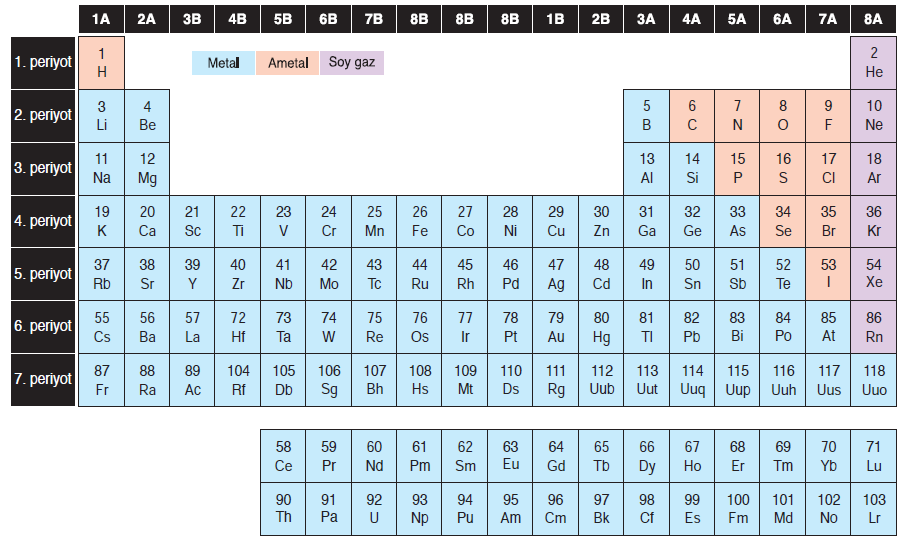 1A 2A 3B 4B 5B 6B 7B 8B 8B 8B 1B 2B 3A 4A 5A 6A 7A 8A
Metal Ametal Soy gaz
1. periyot 1 2
H He
2. periyot 3 4 5 6 7 8 9 10
Li Be B C N O F Ne
3. periyot 11 12 13 14 15 16 17 18
Na Mg Al Si P S Cl Ar
4. periyot 19 20 21 22 23 24 25 26 27 28 29 30 31 32 33 34 35 36
K Ca Sc Ti V Cr Mn Fe Co Ni Cu Zn Ga Ge As Se Br Kr
5. periyot 37 38 39 40 41 42 43 44 45 46 47 48 49 50 51 52 53 54
Rb Sr Y Zr Nb Mo Tc Ru Rh Pd Ag Cd In Sn Sb Te I Xe
6. periyot 55 56 57 72 73 74 75 76 77 78 79 80 81 82 83 84 85 86
Cs Ba La Hf Ta W Re Os Ir Pt Au Hg Tl Pb Bi Po At Rn
7. periyot 87 88 89 104 105 106 107 108 109 110 111 112 113 114 115 116 117 118
Fr Ra Ac Rf Db Sg Bh Hs Mt Ds Rg Uub Uut Uuq Uup Uuh Uus Uuo
58 59 60 61 62 63 64 65 66 67 68 69 70 71
Ce Pr Nd Pm Sm Eu Gd Tb Dy Ho Er Tm Yb Lu
90 91 92 93 94 95 96 97 98 99 100 101 102 103
Th Pa U Np Pu Am Cm Bk Cf Es Fm Md No Lr